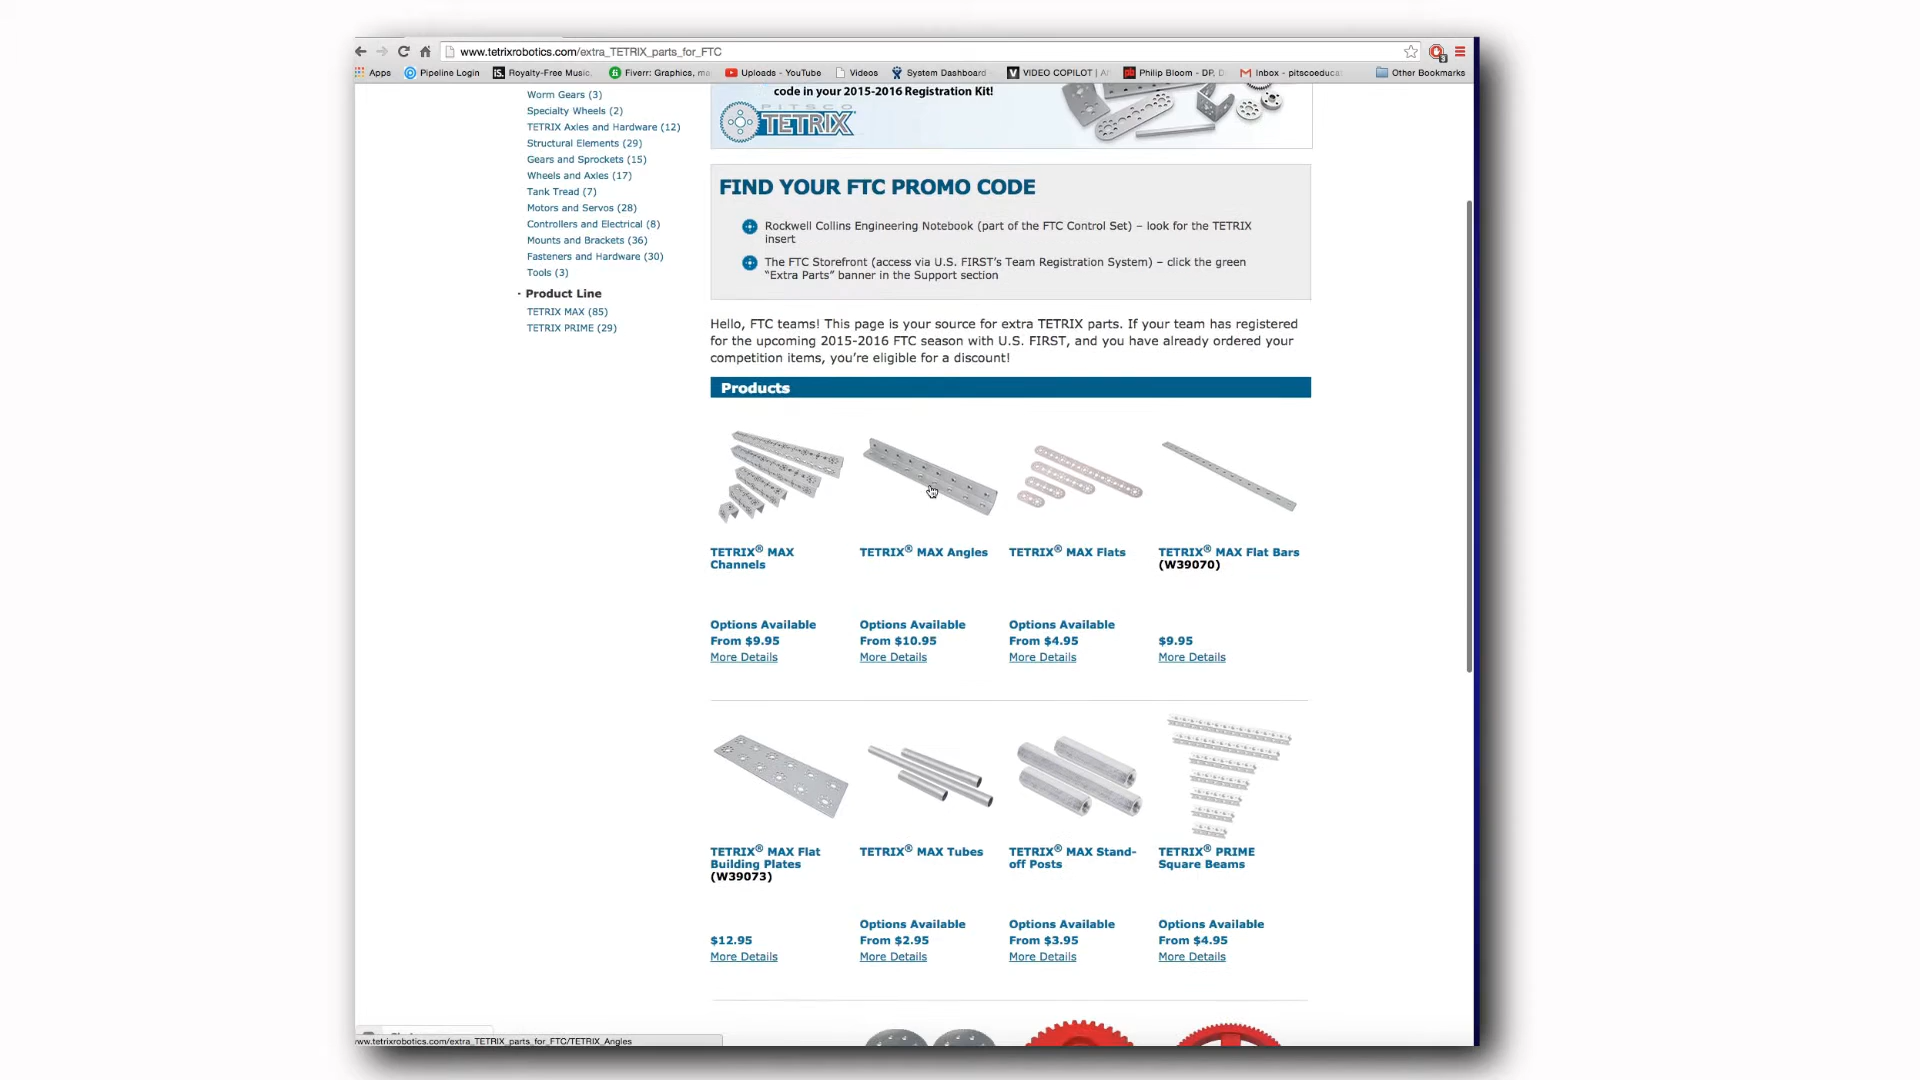 www.tetrixrobotics.com/extra_TETRIX_parts_for_FTC
Apps Pipeline Login Royalty-Free Music, Fiverr: Graphics, m Uploads - YouTube Videos System Dashboard VIDEO COPILOT | A Philip Bloom - DP, D Inbox - pitscoeduc Other Bookmarks
code in your 2015-2016 Registration Kit!
PITSCO
TETRIX
Worm Gears (3)
Specialty Wheels (2)
TETRIX Axles and Hardware (12)
Structural Elements (29)
Gears and Sprockets (15)
Wheels and Axles (17)
Tank Tread (7)
Motors and Servos (28)
Controllers and Electrical (8)
Mounts and Brackets (36)
Fasteners and Hardware (30)
Tools (3)
- Product Line
TETRIX MAX (85)
TETRIX PRIME (29)
FIND YOUR FTC PROMO CODE
Rockwell Collins Engineering Notebook (part of the FTC Control Set) – look for the TETRIX
insert
The FTC Storefront (access via U.S. FIRST’s Team Registration System) – click the green
“Extra Parts” banner in the Support section
Hello, FTC teams! This page is your source for extra TETRIX parts. If your team has registered
for the upcoming 2015-2016 FTC season with U.S. FIRST, and you have already ordered your
competition items, you’re eligible for a discount!
Products
TETRIX® MAX
Channels
Options Available
From $9.95
More Details
TETRIX® MAX Angles
Options Available
From $10.95
More Details
TETRIX® MAX Flats
Options Available
From $4.95
More Details
TETRIX® MAX Flat Bars
(W39070)
$9.95
More Details
TETRIX® MAX Flat
Building Plates
(W39073)
$12.95
More Details
TETRIX® MAX Tubes
Options Available
From $2.95
More Details
TETRIX® MAX Stand-
off Posts
Options Available
From $3.95
More Details
TETRIX® PRIME
Square Beams
Options Available
From $4.95
More Details
www.tetrixrobotics.com/extra_TETRIX_parts_for_FTC/TETRIX_Angles